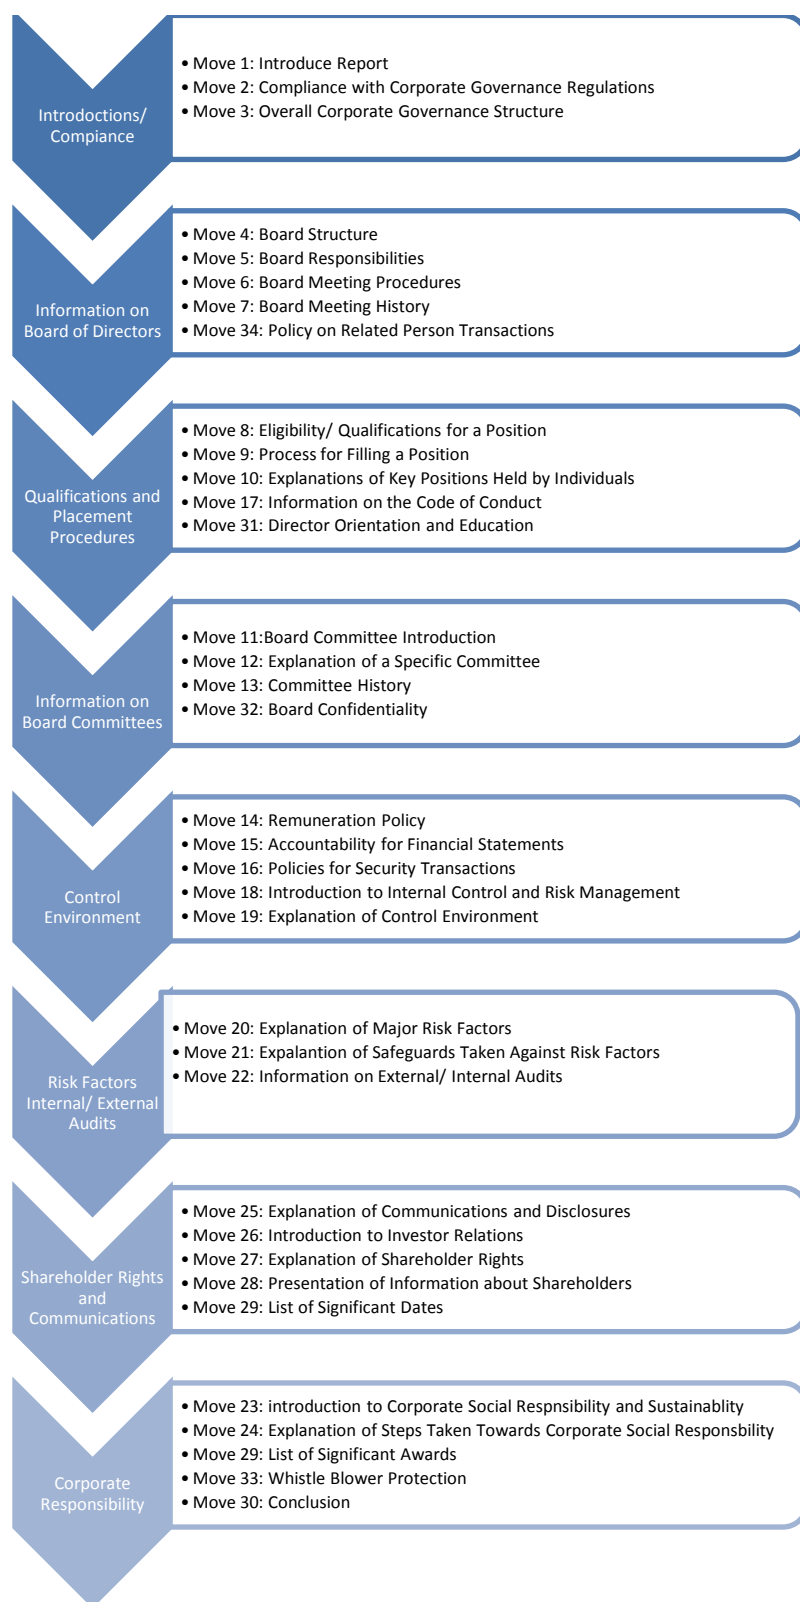 Introdoctions/
Compiance
• Move 1: Introduce Report
• Move 2: Compliance with Corporate Governance Regulations
• Move 3: Overall Corporate Governance Structure
Information on
Board of Directors
• Move 4: Board Structure
• Move 5: Board Responsibilities
• Move 6: Board Meeting Procedures
• Move 7: Board Meeting History
• Move 34: Policy on Related Person Transactions
Qualifications and
Placement
Procedures
• Move 8: Eligibility/ Qualifications for a Position
• Move 9: Process for Filling a Position
• Move 10: Explanations of Key Positions Held by Individuals
• Move 17: Information on the Code of Conduct
• Move 31: Director Orientation and Education
Information on
Board Committees
• Move 11:Board Committee Introduction
• Move 12: Explanation of a Specific Committee
• Move 13: Committee History
• Move 32: Board Confidentiality
Control
Environment
• Move 14: Remuneration Policy
• Move 15: Accountability for Financial Statements
• Move 16: Policies for Security Transactions
• Move 18: Introduction to Internal Control and Risk Management
• Move 19: Explanation of Control Environment
Risk Factors
Internal/ External
Audits
• Move 20: Explanation of Major Risk Factors
• Move 21: Expalantion of Safeguards Taken Against Risk Factors
• Move 22: Information on External/ Internal Audits
Shareholder Rights
and
Communications
• Move 25: Explanation of Communications and Disclosures
• Move 26: Introduction to Investor Relations
• Move 27: Explanation of Shareholder Rights
• Move 28: Presentation of Information about Shareholders
• Move 29: List of Significant Dates
Corporate
Responsibility
• Move 23: introduction to Corporate Social Respnsibility and Sustainablity
• Move 24: Explanation of Steps Taken Towards Corporate Social Responsbility
• Move 29: List of Significant Awards
• Move 33: Whistle Blower Protection
• Move 30: Conclusion